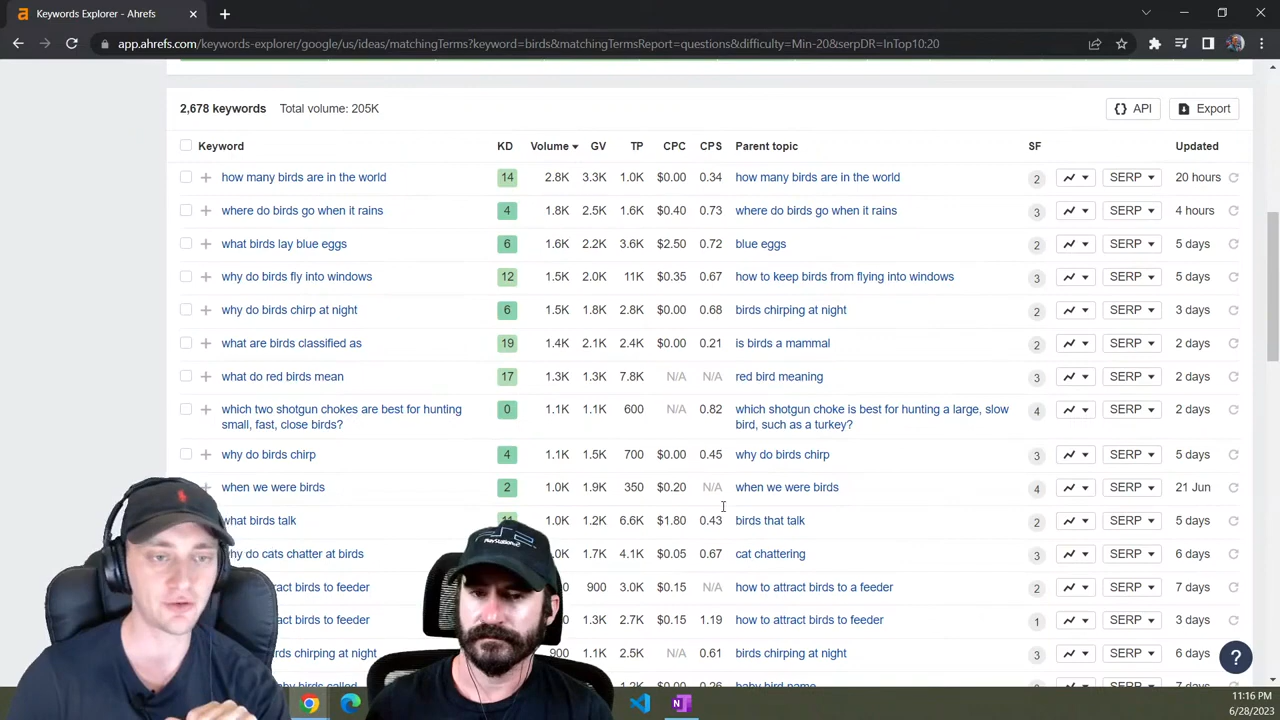 Keywords Explorer - Ahrefs
app.ahrefs.com/keywords-explorer/google/us/ideas/matchingTerms?keyword=birds&matchingTermsReport=questions&difficulty=Min-20&serpDR=InTop10:20
2,678 keywords Total volume: 205K API Export
Keyword KD Volume GV TP CPC CPS Parent topic SF Updated
how many birds are in the world 14 2.8K 3.3K 1.0K $0.00 0.34 how many birds are in the world 2 SERP 20 hours
where do birds go when it rains 4 1.8K 2.5K 1.6K $0.40 0.73 where do birds go when it rains 3 SERP 4 hours
what birds lay blue eggs 6 1.6K 2.2K 3.6K $2.50 0.72 blue eggs 2 SERP 5 days
why do birds fly into windows 12 1.5K 2.0K 11K $0.35 0.67 how to keep birds from flying into windows 3 SERP 5 days
why do birds chirp at night 6 1.5K 1.8K 2.8K $0.00 0.68 birds chirping at night 2 SERP 3 days
what are birds classified as 19 1.4K 2.1K 2.4K $0.00 0.21 is birds a mammal 2 SERP 2 days
what do red birds mean 17 1.3K 1.3K 7.8K N/A N/A red bird meaning 3 SERP 2 days
which two shotgun chokes are best for hunting 0 1.1K 1.1K 600 N/A 0.82 which shotgun choke is best for hunting a large, slow 4 SERP 2 days
small, fast, close birds? bird, such as a turkey?
why do birds chirp 4 1.1K 1.5K 700 $0.00 0.45 why do birds chirp 3 SERP 5 days
when we were birds 2 1.0K 1.9K 350 $0.20 N/A when we were birds 4 SERP 21 Jun
what birds talk 11 1.0K 1.2K 6.6K $1.80 0.43 birds that talk 2 SERP 5 days
why do cats chatter at birds 1.7K 4.1K $0.05 0.67 cat chattering 3 SERP 6 days
attract birds to feeder 900 3.0K $0.15 N/A how to attract birds to a feeder 2 SERP 7 days
attract birds to feeder 1.3K 2.7K $0.15 1.19 how to attract birds to feeder 1 SERP 3 days
chirping at night 900 1.1K 2.5K N/A 0.61 birds chirping at night 3 SERP 6 days
called baby bird name
PlayStation
11:16 PM
6/28/2023